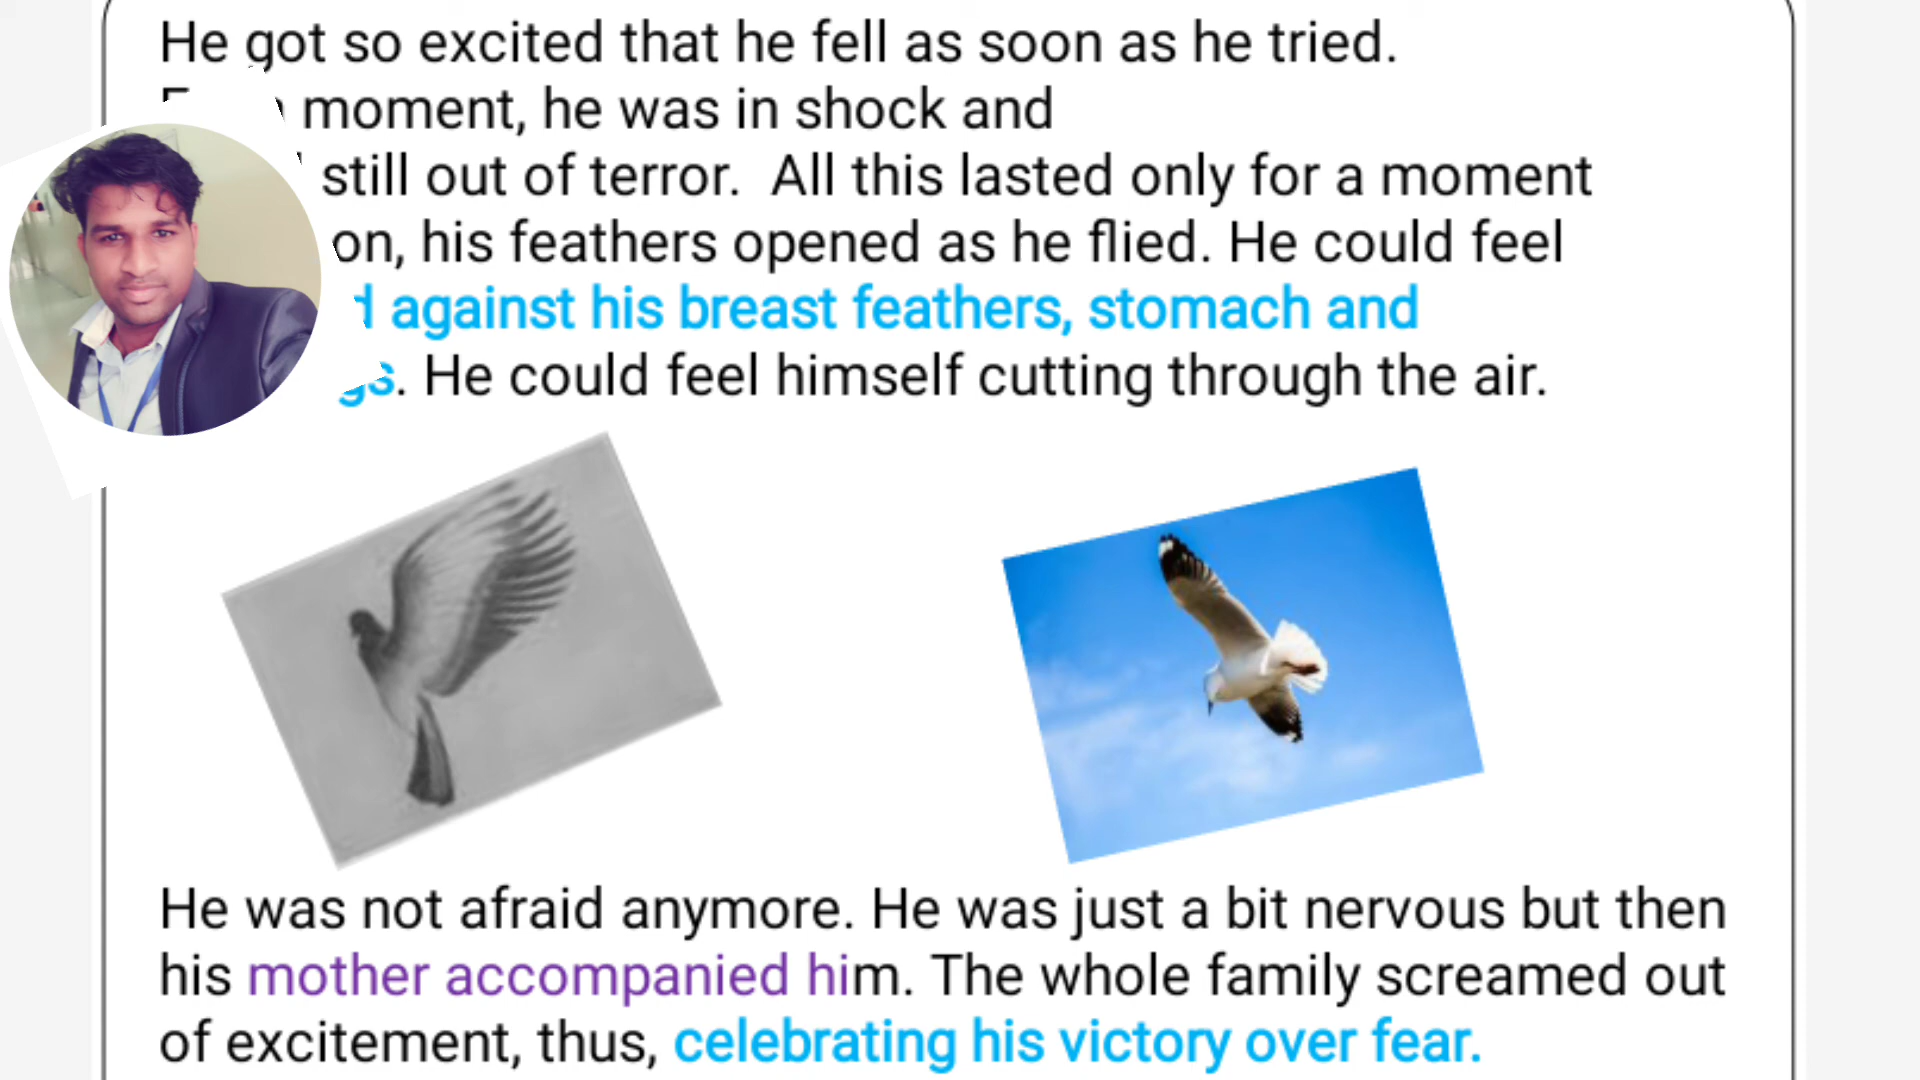 He got so excited that he fell as soon as he tried.
moment, he was in shock and
still out of terror.  All this lasted only for a moment
his feathers opened as he flied. He could feel
against his breast feathers, stomach and
He could feel himself cutting through the air.
He was not afraid anymore. He was just a bit nervous but then
his mother accompanied him. The whole family screamed out
of excitement, thus, celebrating his victory over fear.